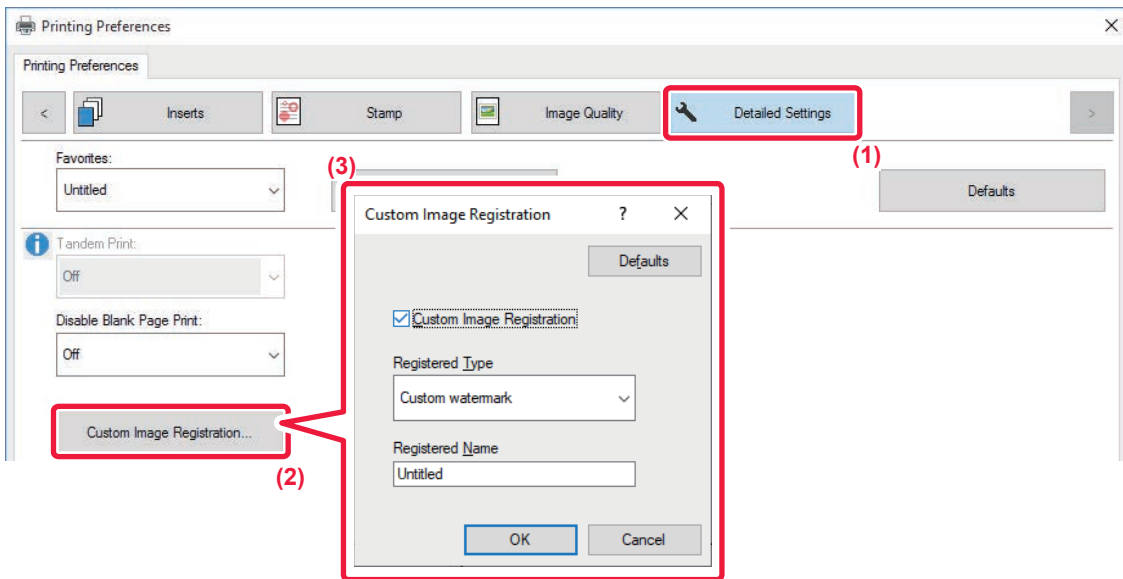 Printing Preferences
Printing Preferences
< Inserts Stamp Image Quality Detailed Settings >
(1)
Favorites:
(3)
Untitled
Defaults
Custom Image Registration ? ×
Defaults
Tandem Print:
Off
Custom Image Registration
Disable Blank Page Print:
Off
Registered Type
Custom watermark
Custom Image Registration...
(2)
Registered Name
Untitled
OK Cancel